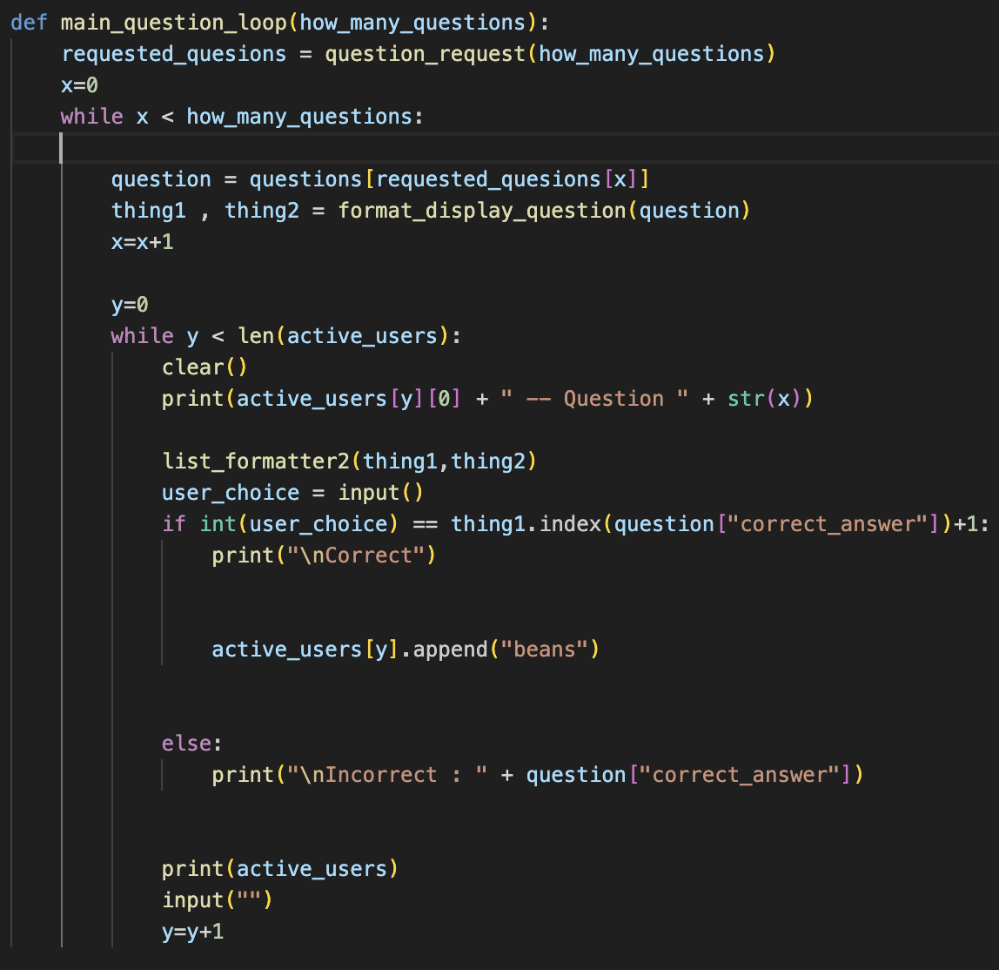 def main_question_loop(how_many_questions):
    requested_quesions = question_request(how_many_questions)
    x=0
    while x < how_many_questions:

        question = questions[requested_quesions[x]]
        thing1 , thing2 = format_display_question(question)
        x=x+1

        y=0
        while y < len(active_users):
            clear()
            print(active_users[y][0] + " -- Question " + str(x))

            list_formatter2(thing1,thing2)
            user_choice = input()
            if int(user_choice) == thing1.index(question["correct_answer"])+1:
                print("\nCorrect")


                active_users[y].append("beans")


            else:
                print("\nIncorrect : " + question["correct_answer"])


            print(active_users)
            input("")
            y=y+1